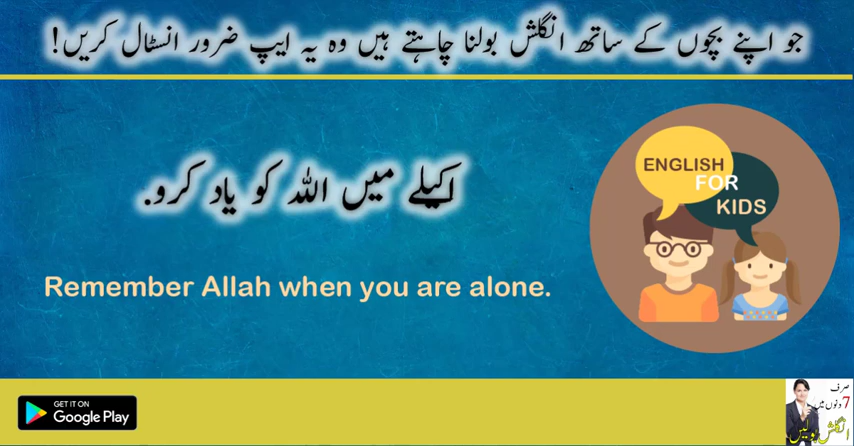 جو اپنے بچوں کے ساتھ انگلش بولنا چاہتے ہیں وہ یہ ایپ ضرور انسٹال کریں!
ENGLISH
FOR
KIDS
اکیلے میں اللہ کو یاد کرو.
Remember Allah when you are alone.
GET IT ON
Google Play
صرف
7 دنوں میں
انگلش بولیں